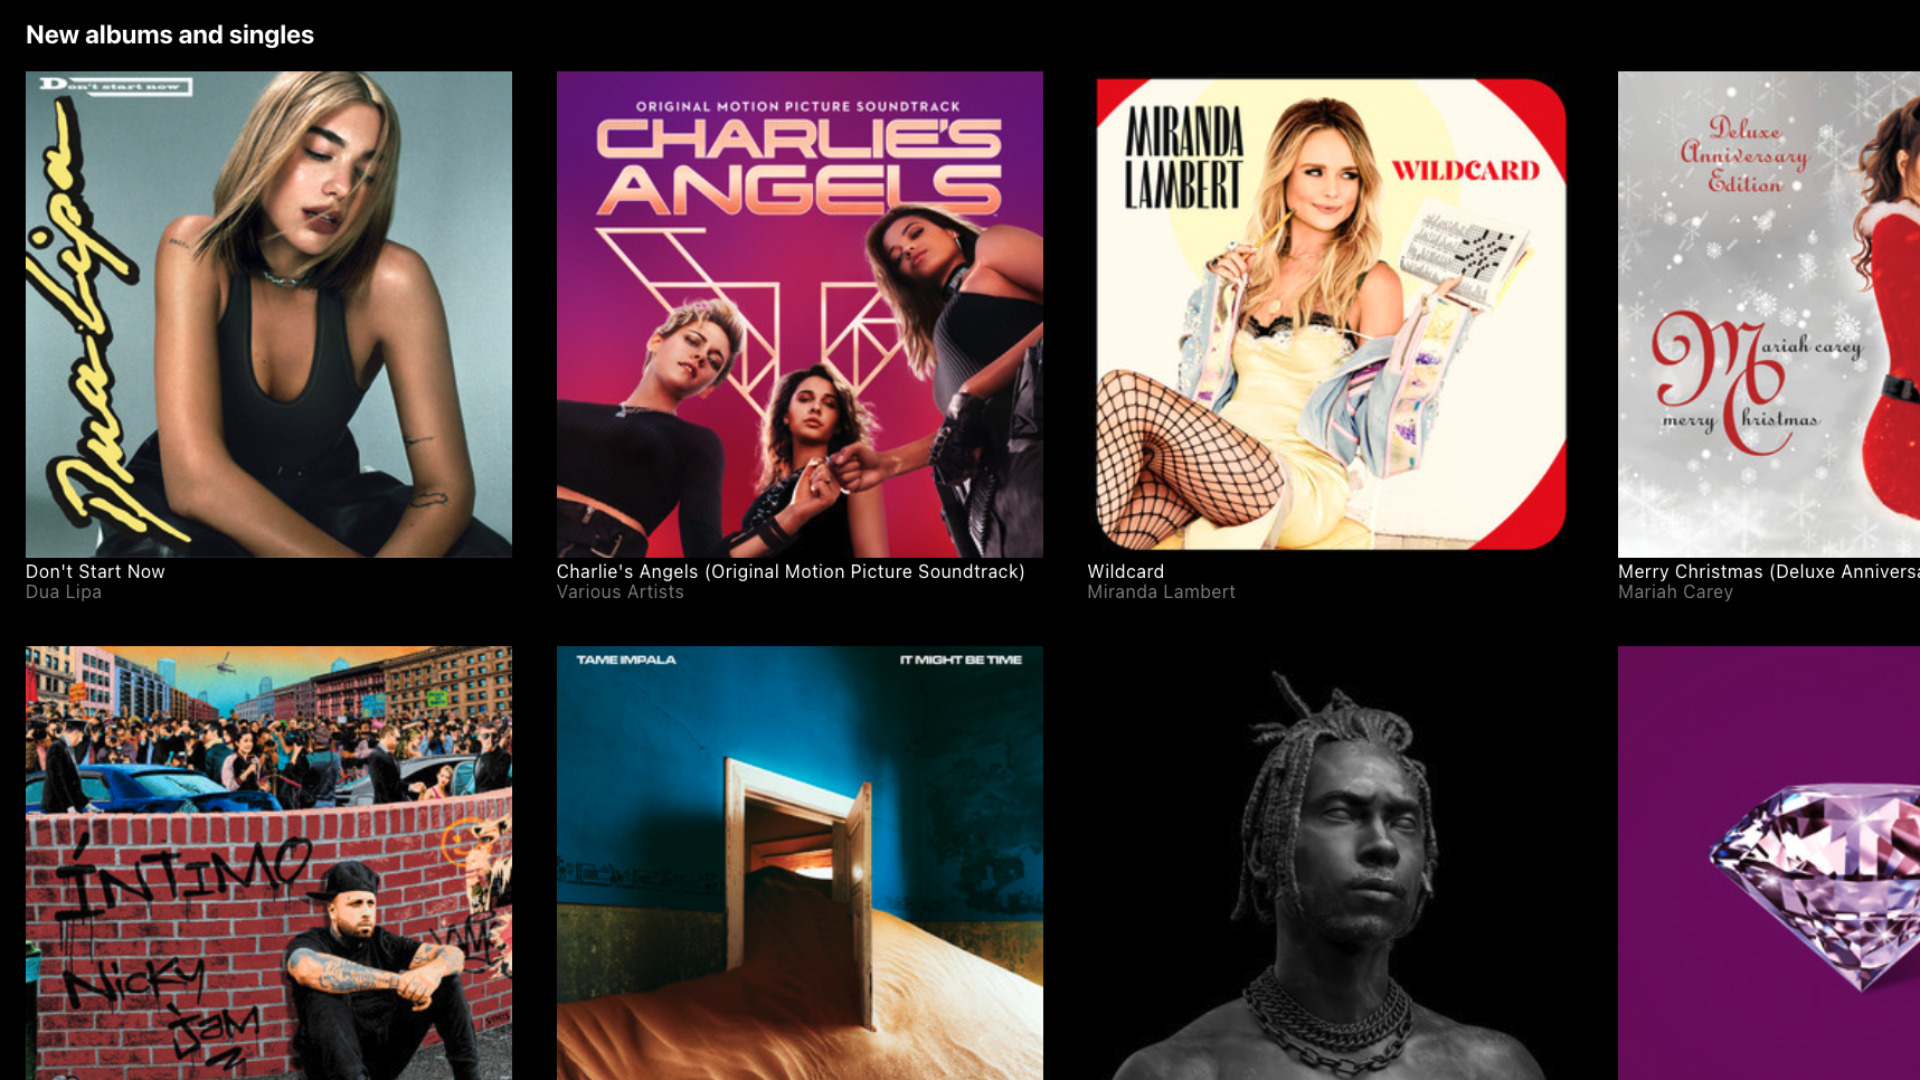 New albums and singles
Don't start now
Dua Lipa
Don't Start Now
Dua Lipa
ORIGINAL MOTION PICTURE SOUNDTRACK
CHARLIE'S
ANGELS
Charlie's Angels (Original Motion Picture Soundtrack)
Various Artists
MIRANDA
LAMBERT
WILDCARD
Wildcard
Miranda Lambert
Deluxe
Anniversary
Edition
Mariah carey
merry Christmas
Merry Christmas (Deluxe Anniversa
Mariah Carey
ÍNTIMO
Nicky
Jam
TAME IMPALA
IT MIGHT BE TIME